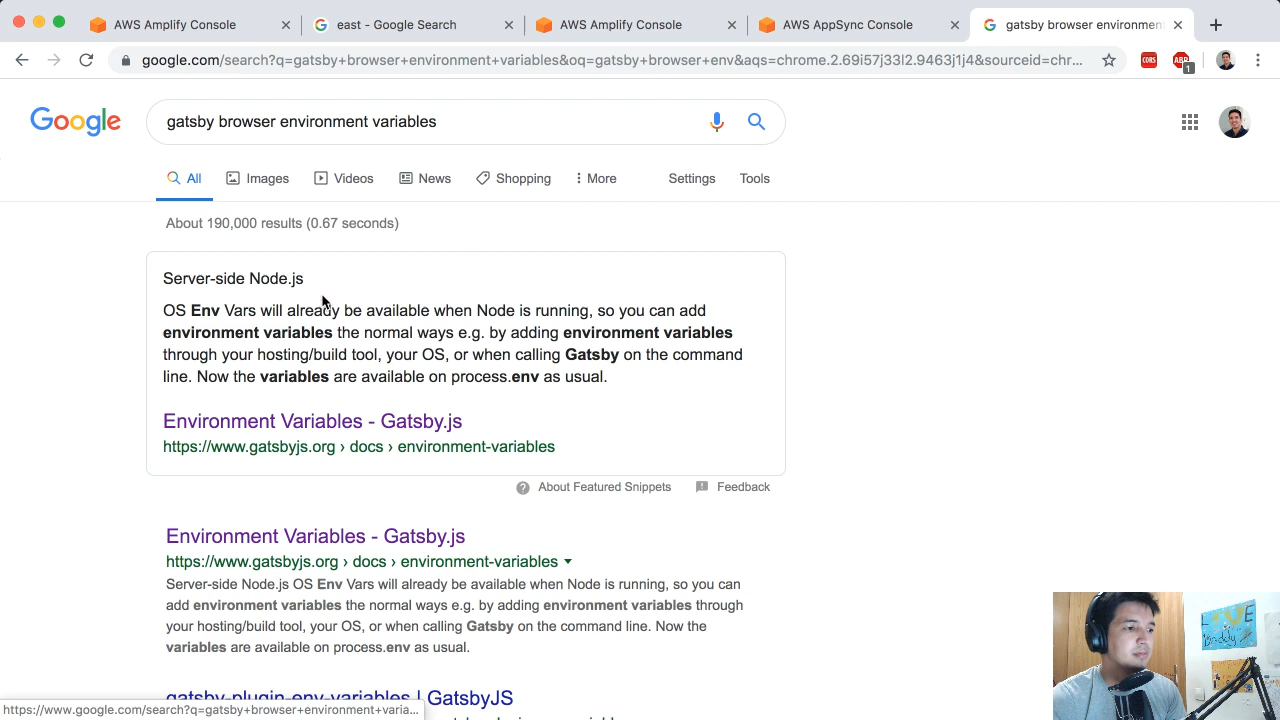 AWS Amplify Console
east - Google Search
AWS Amplify Console
AWS AppSync Console
gatsby browser environment
google.com/search?q=gatsby+browser+environment+variables&oq=gatsby+browser+env&aqs=chrome.2.69i57j33l2.9463j1j4&sourceid=chr...
CORS
ABP
1
Google
gatsby browser environment variables
All
Images
Videos
News
Shopping
More
Settings
Tools
About 190,000 results (0.67 seconds)
Server-side Node.js
OS Env Vars will already be available when Node is running, so you can add
environment variables the normal ways e.g. by adding environment variables
through your hosting/build tool, your OS, or when calling Gatsby on the command
line. Now the variables are available on process.env as usual.
Environment Variables - Gatsby.js
https://www.gatsbyjs.org › docs › environment-variables
About Featured Snippets
Feedback
Environment Variables - Gatsby.js
https://www.gatsbyjs.org › docs › environment-variables
Server-side Node.js OS Env Vars will already be available when Node is running, so you can
add environment variables the normal ways e.g. by adding environment variables through
your hosting/build tool, your OS, or when calling Gatsby on the command line. Now the
variables are available on process.env as usual.
gatsby-plugin-env-variables | GatsbyJS
https://www.google.com/search?q=gatsby+browser+environment+varia...